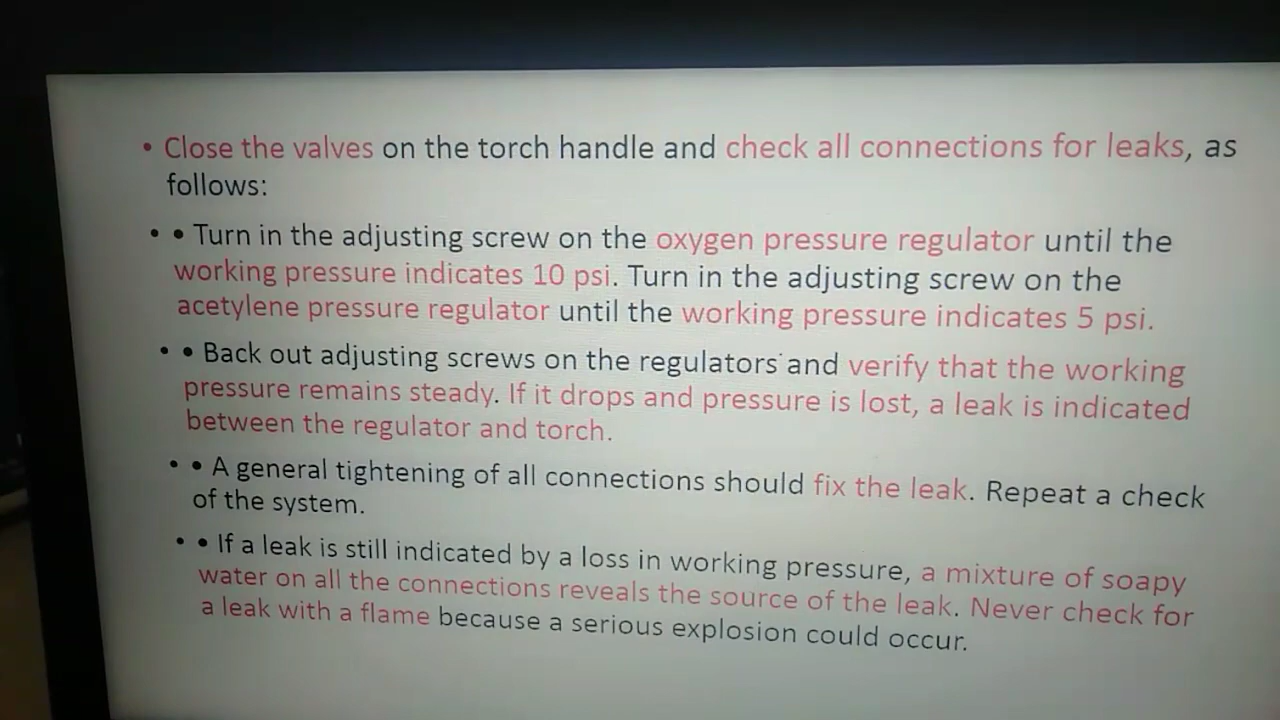 • Close the valves on the torch handle and check all connections for leaks, as
follows:
• • Turn in the adjusting screw on the oxygen pressure regulator until the
working pressure indicates 10 psi. Turn in the adjusting screw on the
acetylene pressure regulator until the working pressure indicates 5 psi.
• • Back out adjusting screws on the regulators and verify that the working
pressure remains steady. If it drops and pressure is lost, a leak is indicated
between the regulator and torch.
• • A general tightening of all connections should fix the leak. Repeat a check
of the system.
• • If a leak is still indicated by a loss in working pressure, a mixture of soapy
water on all the connections reveals the source of the leak. Never check for
a leak with a flame because a serious explosion could occur.